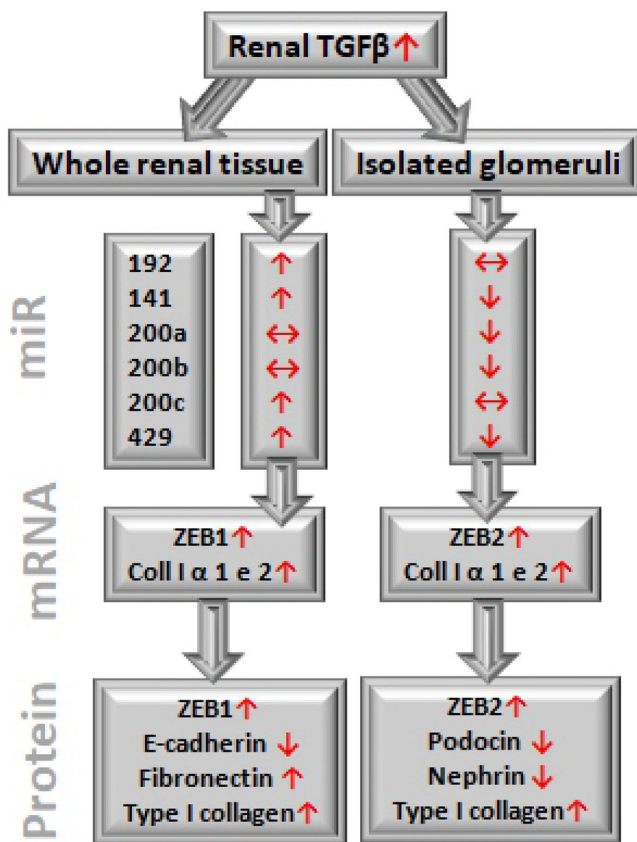 Renal TGFβ↑
Whole renal tissue
Isolated glomeruli
miR
192 ↑ ↔
141 ↑ ↓
200a ↔ ↓
200b ↔ ↓
200c ↑ ↔
429 ↑ ↓
mRNA
ZEB1↑
Coll I α 1 e 2↑
ZEB2↑
Coll I α 1 e 2↑
Protein
ZEB1↑
E-cadherin ↓
Fibronectin ↑
Type I collagen↑
ZEB2↑
Podocin ↓
Nephrin ↓
Type I collagen↑